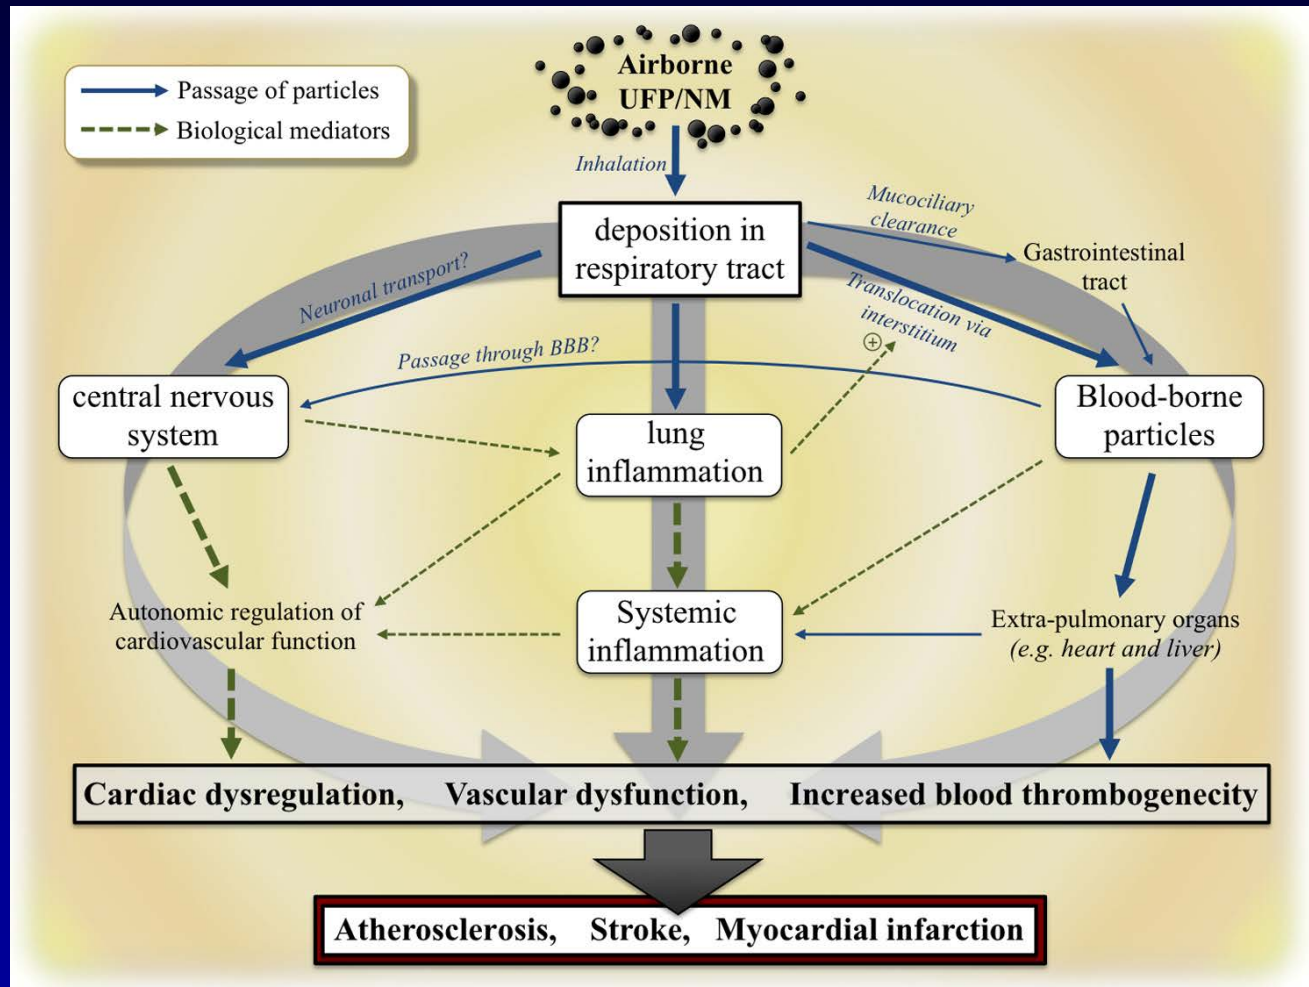 Airborne
UFP/NM
Passage of particles
Biological mediators
Inhalation
Mucociliary
clearance
deposition in
respiratory tract
Gastrointestinal
tract
Neuronal transport?
Translocation via
interstitium
+
Passage through BBB?
central nervous
system
lung
inflammation
Blood-borne
particles
Autonomic regulation of
cardiovascular function
Systemic
inflammation
Extra-pulmonary organs
(e.g. heart and liver)
Cardiac dysregulation, Vascular dysfunction, Increased blood thrombogenecity
Atherosclerosis, Stroke, Myocardial infarction